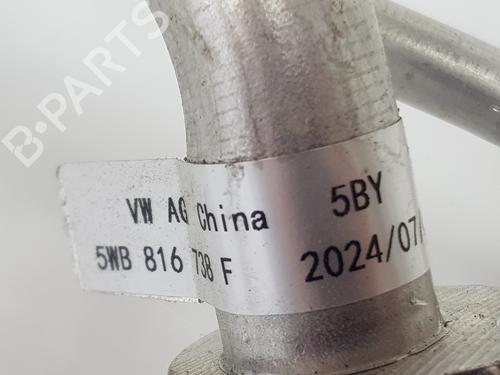 B-PARTS
VW AG China 5BY
5WB 816 738 F 2024/07/